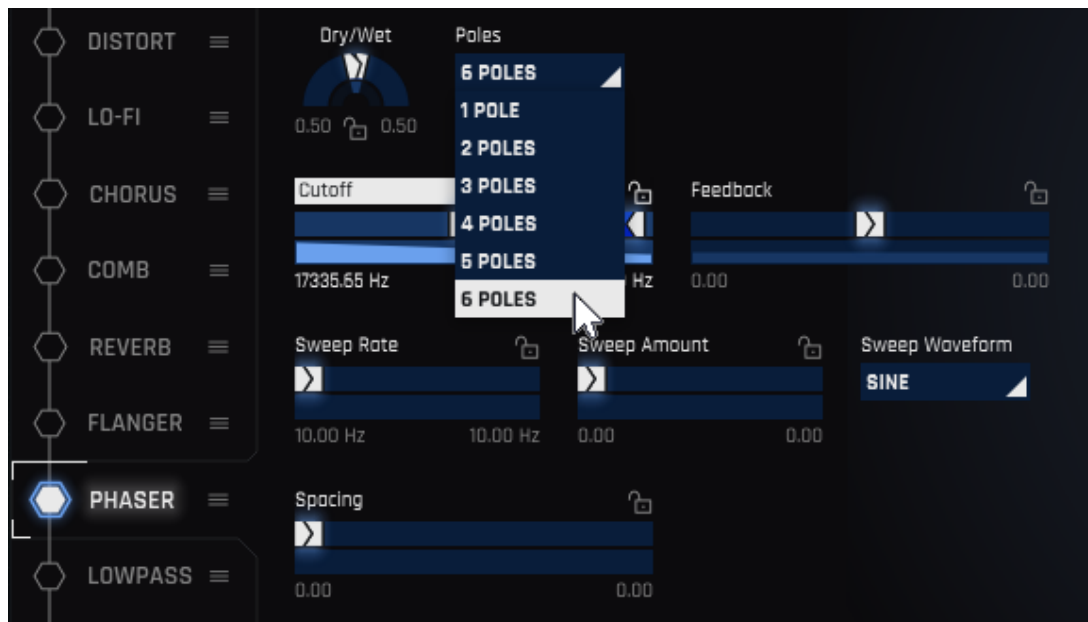 DISTORT
LO-FI
CHORUS
COMB
REVERB
FLANGER
PHASER
LOWPASS
Dry/Wet
0.50 0.50
Poles
6 POLES
1 POLE
2 POLES
3 POLES
4 POLES
5 POLES
6 POLES
Cutoff
17335.65 Hz Hz
Feedback
0.00 0.00
Sweep Rate
10.00 Hz 10.00 Hz
Sweep Amount
0.00 0.00
Sweep Waveform
SINE
Spacing
0.00 0.00